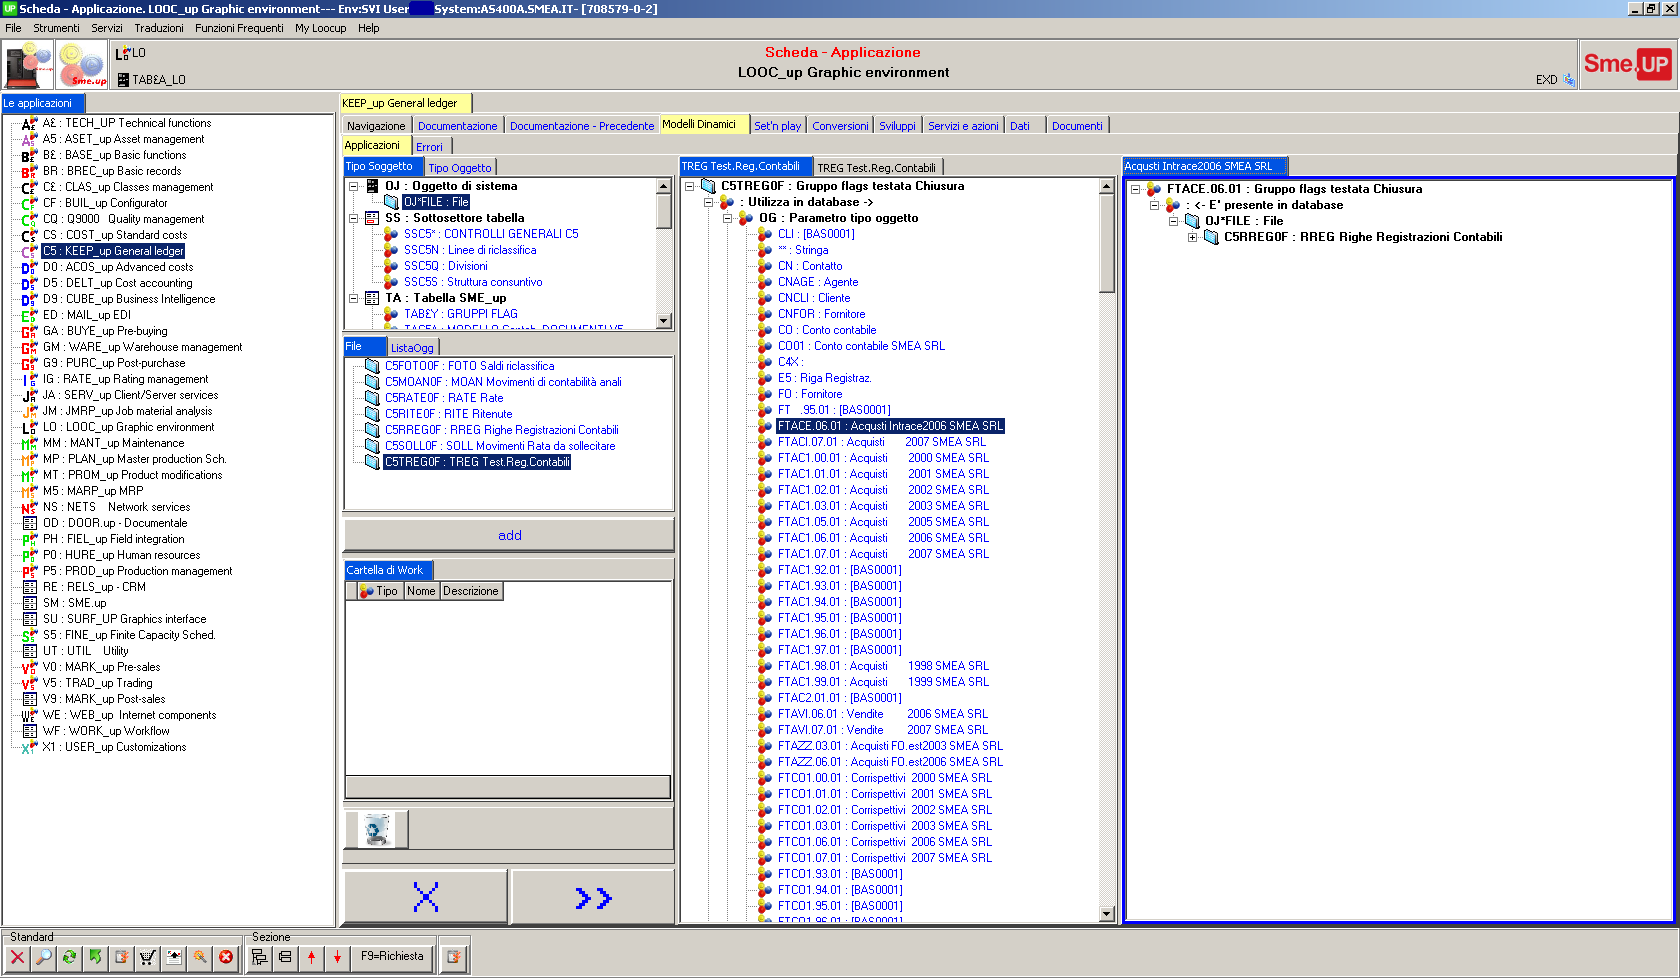 Scheda - Applicazione. LOOC_up Graphic environment--- Env:SVI User System:AS400A.SMEA.IT- [708579-0-2]
File Strumenti Servizi Traduzioni Funzioni Frequenti My Loocup Help
LO
TAB£A_LO
Scheda - Applicazione
LOOC_up Graphic environment
EXD
Sme.UP
Sme.up
Le applicazioni
A£ : TECH_UP Technical functions
A5 : ASET_up Asset management
B£ : BASE_up Basic functions
BR : BREC_up Basic records
C£ : CLAS_up Classes management
CF : BUIL_up Configurator
CQ : Q9000 Quality management
CS : COST_up Standard costs
C5 : KEEP_up General ledger
D0 : ACOS_up Advanced costs
D5 : DELT_up Cost accounting
D9 : CUBE_up Business Intelligence
ED : MAIL_up EDI
GA : BUYE_up Pre-buying
GM : WARE_up Warehouse management
G9 : PURC_up Post-purchase
IG : RATE_up Rating management
JA : SERV_up Client/Server services
JM : JMRP_up Job material analysis
LO : LOOC_up Graphic environment
MM : MANT_up Maintenance
MP : PLAN_up Master production Sch.
MT : PROM_up Product modifications
M5 : MARP_up MRP
NS : NETS Network services
OD : DOOR.up - Documentale
PH : FIEL_up Field integration
P0 : HURE_up Human resources
P5 : PROD_up Production management
RE : RELS_up - CRM
SM : SME.up
SU : SURF_UP Graphics interface
S5 : FINE_up Finite Capacity Sched.
UT : UTIL Utility
V0 : MARK_up Pre-sales
V5 : TRAD_up Trading
V9 : MARK_up Post-sales
WE : WEB_up Internet components
WF : WORK_up Workflow
X1 : USER_up Customizations
KEEP_up General ledger
Navigazione Documentazione Documentazione - Precedente Modelli Dinamici Set'n play Conversioni Sviluppi Servizi e azioni Dati Documenti
Applicazioni Errori
Tipo Soggetto Tipo Oggetto
OJ : Oggetto di sistema
OJ*FILE : File
SS : Sottosettore tabella
SSC5* : CONTROLLI GENERALI C5
SSC5N : Linee di riclassifica
SSC5Q : Divisioni
SSC5S : Struttura consuntivo
TA : Tabella SME_up
TAB£Y : GRUPPI FLAG
File ListaOgg
C5FOTO0F : FOTO Saldi riclassifica
C5MOAN0F : MOAN Movimenti di contabilità anali
C5RATE0F : RATE Rate
C5RITE0F : RITE Ritenute
C5RREG0F : RREG Righe Registrazioni Contabili
C5SOLL0F : SOLL Movimenti Rata da sollecitare
C5TREG0F : TREG Test.Reg.Contabili
add
Cartella di Work
Tipo Nome Descrizione
X
>>
TREG Test.Reg.Contabili TREG Test.Reg.Contabili
C5TREG0F : Gruppo flags testata Chiusura
: Utilizza in database ->
OG : Parametro tipo oggetto
CLI : [BAS0001]
** : Stringa
CN : Contatto
CNAGE : Agente
CNCLI : Cliente
CNFOR : Fornitore
CO : Conto contabile
CO01 : Conto contabile SMEA SRL
C4X :
E5 : Riga Registraz.
FO : Fornitore
FT .95.01 : [BAS0001]
FTACE.06.01 : Acqusti Intrace2006 SMEA SRL
FTACI.07.01 : Acquisti 2007 SMEA SRL
FTAC1.00.01 : Acquisti 2000 SMEA SRL
FTAC1.01.01 : Acquisti 2001 SMEA SRL
FTAC1.02.01 : Acquisti 2002 SMEA SRL
FTAC1.03.01 : Acquisti 2003 SMEA SRL
FTAC1.05.01 : Acquisti 2005 SMEA SRL
FTAC1.06.01 : Acquisti 2006 SMEA SRL
FTAC1.07.01 : Acquisti 2007 SMEA SRL
FTAC1.92.01 : [BAS0001]
FTAC1.93.01 : [BAS0001]
FTAC1.94.01 : [BAS0001]
FTAC1.95.01 : [BAS0001]
FTAC1.96.01 : [BAS0001]
FTAC1.97.01 : [BAS0001]
FTAC1.98.01 : Acquisti 1998 SMEA SRL
FTAC1.99.01 : Acquisti 1999 SMEA SRL
FTAC2.01.01 : [BAS0001]
FTAVI.06.01 : Vendite 2006 SMEA SRL
FTAVI.07.01 : Vendite 2007 SMEA SRL
FTAZZ.03.01 : Acquisti FO.est2003 SMEA SRL
FTAZZ.06.01 : Acquisti FO.est2006 SMEA SRL
FTCO1.00.01 : Corrispettivi 2000 SMEA SRL
FTCO1.01.01 : Corrispettivi 2001 SMEA SRL
FTCO1.02.01 : Corrispettivi 2002 SMEA SRL
FTCO1.03.01 : Corrispettivi 2003 SMEA SRL
FTCO1.06.01 : Corrispettivi 2006 SMEA SRL
FTCO1.07.01 : Corrispettivi 2007 SMEA SRL
FTCO1.93.01 : [BAS0001]
FTCO1.94.01 : [BAS0001]
FTCO1.95.01 : [BAS0001]
FTCO1.96.01 : [BAS0001]
Acqusti Intrace2006 SMEA SRL
FTACE.06.01 : Gruppo flags testata Chiusura
: <- E' presente in database
OJ*FILE : File
C5RREG0F : RREG Righe Registrazioni Contabili
Standard Sezione
F9=Richiesta